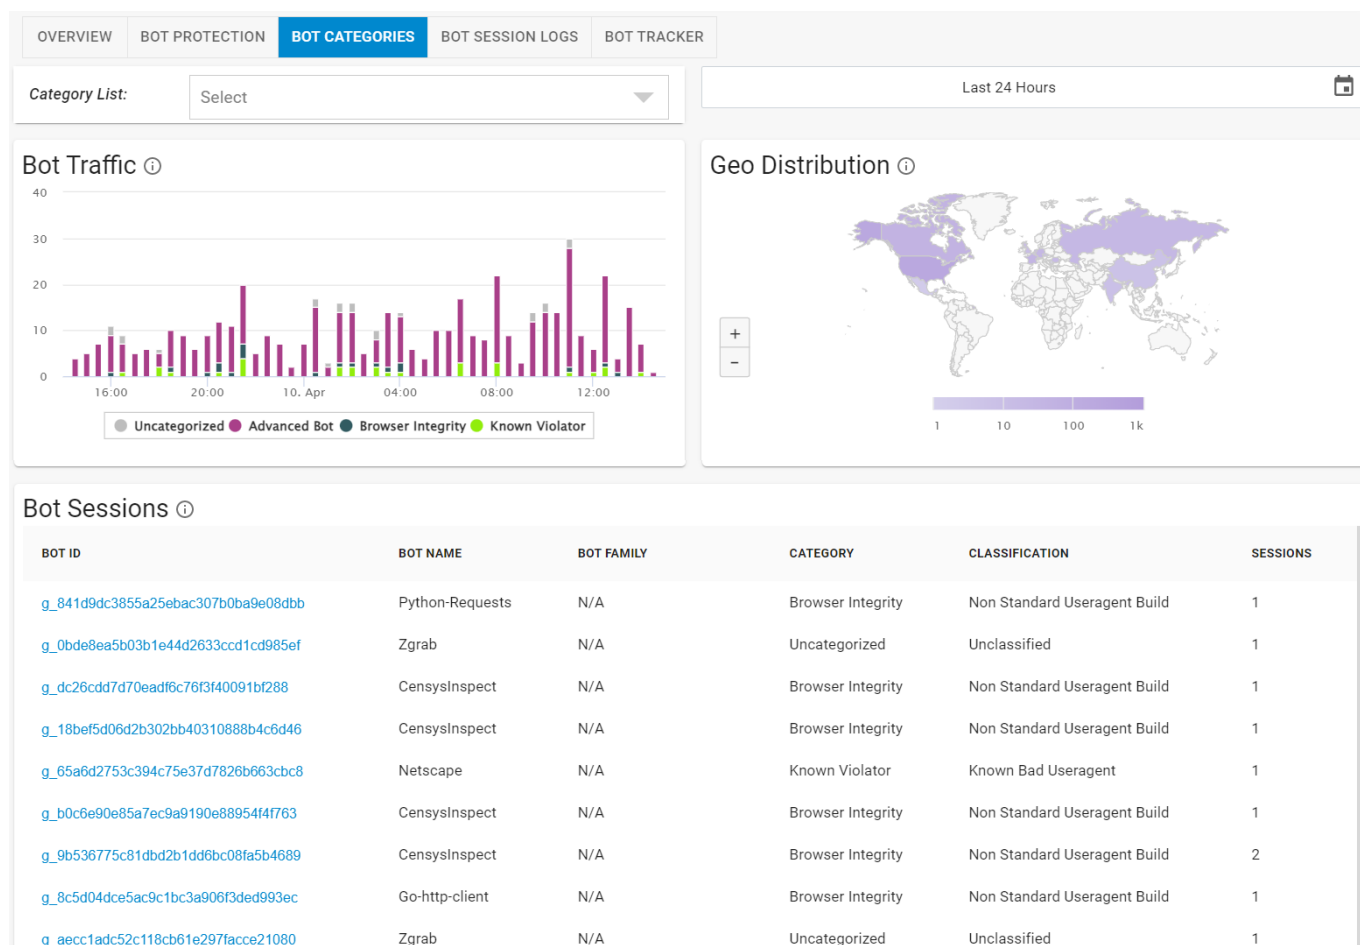 OVERVIEW BOT PROTECTION BOT CATEGORIES BOT SESSION LOGS BOT TRACKER
Category List: Select
Last 24 Hours
Bot Traffic
40
30
20
10
0
16:00 20:00 10. Apr 04:00 08:00 12:00
Uncategorized Advanced Bot Browser Integrity Known Violator
Geo Distribution
+
−
1 10 100 1k
Bot Sessions
BOT ID BOT NAME BOT FAMILY CATEGORY CLASSIFICATION SESSIONS
g_841d9dc3855a25ebac307b0ba9e08dbb Python-Requests N/A Browser Integrity Non Standard Useragent Build 1
g_0bde8ea5b03b1e44d2633ccd1cd985ef Zgrab N/A Uncategorized Unclassified 1
g_dc26cdd7d70eadf6c76f3f40091bf288 CensysInspect N/A Browser Integrity Non Standard Useragent Build 1
g_18bef5d06d2b302bb40310888b4c6d46 CensysInspect N/A Browser Integrity Non Standard Useragent Build 1
g_65a6d2753c394c75e37d7826b663cbc8 Netscape N/A Known Violator Known Bad Useragent 1
g_b0c6e90e85a7ec9a9190e88954f4f763 CensysInspect N/A Browser Integrity Non Standard Useragent Build 1
g_9b536775c81dbd2b1dd6bc08fa5b4689 CensysInspect N/A Browser Integrity Non Standard Useragent Build 2
g_8c5d04dce5ac9c1bc3a906f3ded993ec Go-http-client N/A Browser Integrity Non Standard Useragent Build 1
g_aecc1adc52c118cb61e297facce21080 Zgrab N/A Uncategorized Unclassified 1